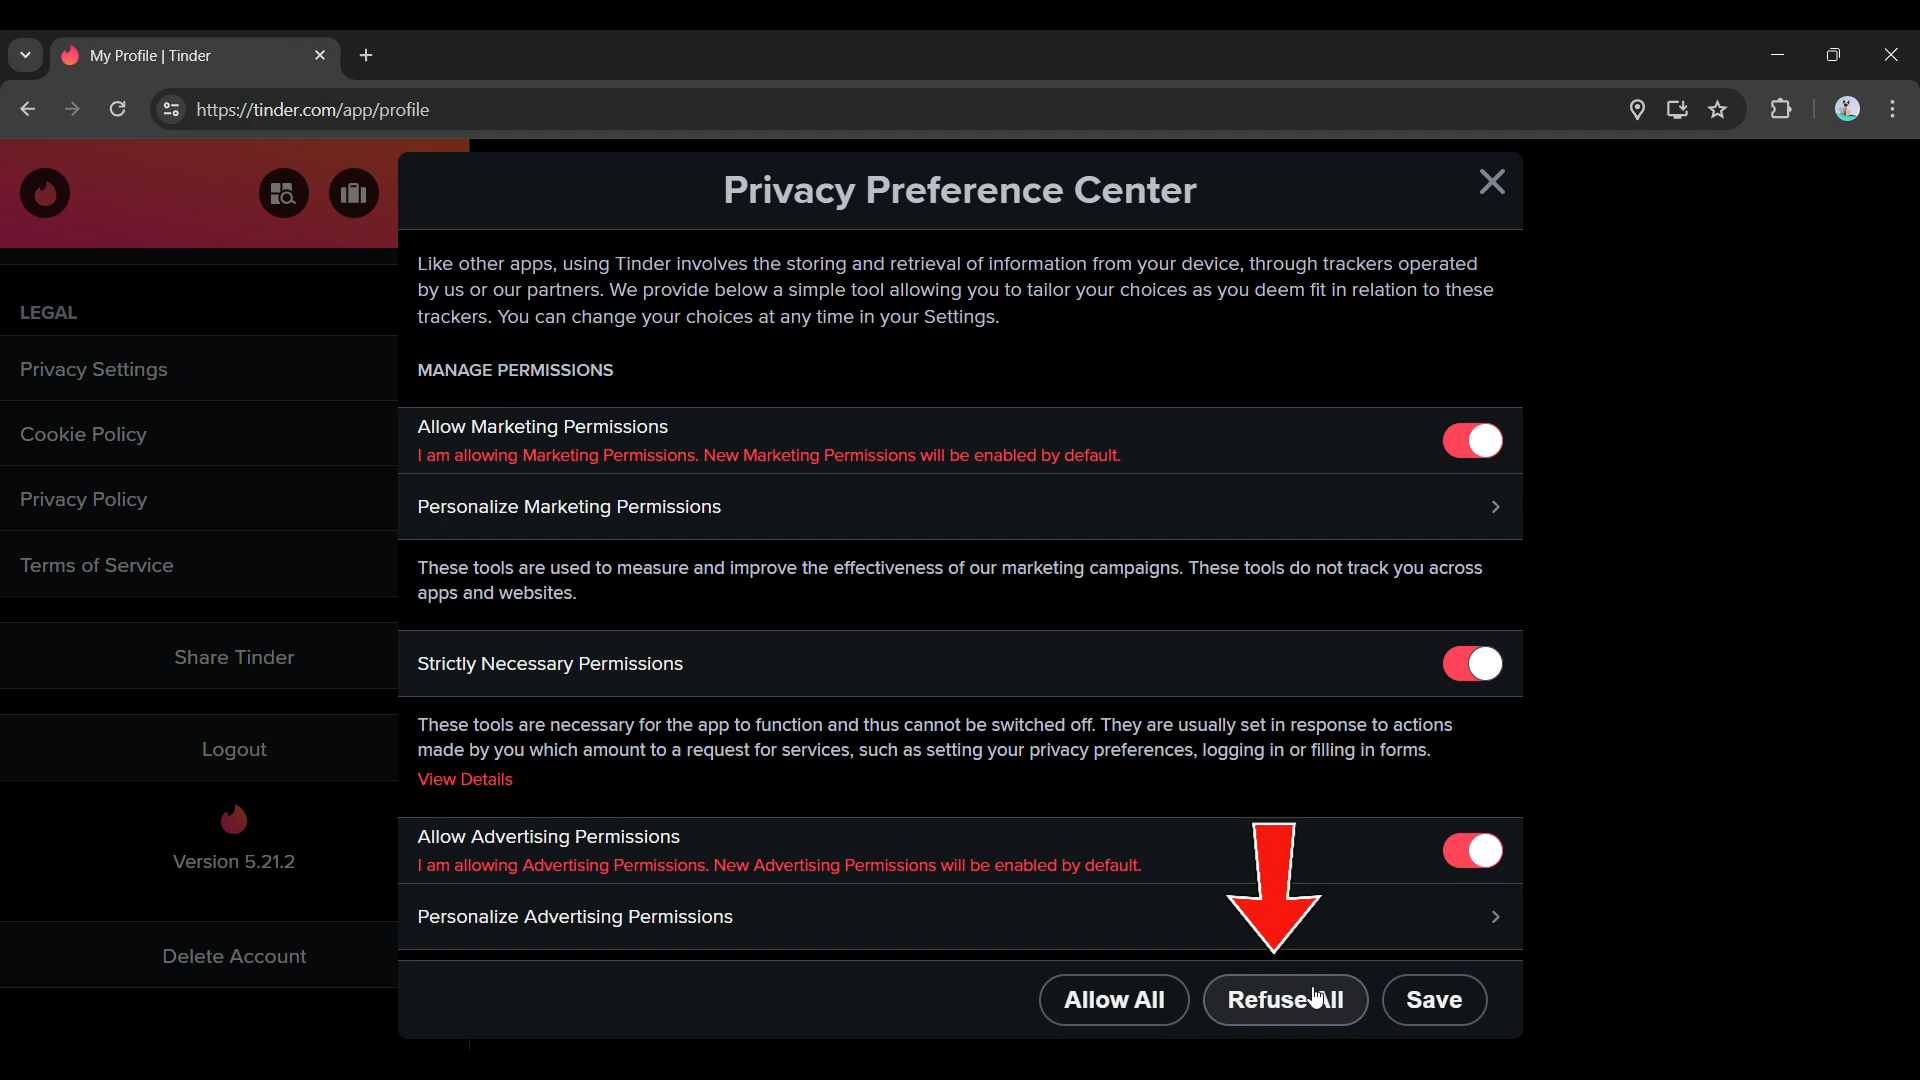 My Profile | Tinder
https://tinder.com/app/profile
Privacy Preference Center
Like other apps, using Tinder involves the storing and retrieval of information from your device, through trackers operated
by us or our partners. We provide below a simple tool allowing you to tailor your choices as you deem fit in relation to these
trackers. You can change your choices at any time in your Settings.
MANAGE PERMISSIONS
Allow Marketing Permissions
I am allowing Marketing Permissions. New Marketing Permissions will be enabled by default.
Personalize Marketing Permissions
These tools are used to measure and improve the effectiveness of our marketing campaigns. These tools do not track you across
apps and websites.
Strictly Necessary Permissions
These tools are necessary for the app to function and thus cannot be switched off. They are usually set in response to actions
made by you which amount to a request for services, such as setting your privacy preferences, logging in or filling in forms.
View Details
Allow Advertising Permissions
I am allowing Advertising Permissions. New Advertising Permissions will be enabled by default.
Personalize Advertising Permissions
Allow All
Refuse All
Save
LEGAL
Privacy Settings
Cookie Policy
Privacy Policy
Terms of Service
Share Tinder
Logout
Version 5.21.2
Delete Account